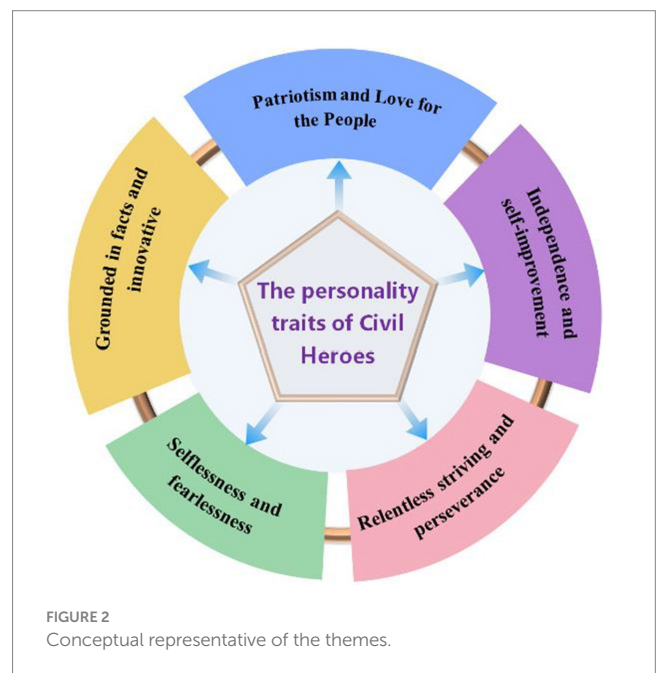 Patriotism and Love for
the People
Independence and
self-improvement
Relentless striving and
perseverance
Selflessness and
fearlessness
Grounded in facts and
innovative
The personality
traits of Civil
Heroes
FIGURE 2
Conceptual representative of the themes.